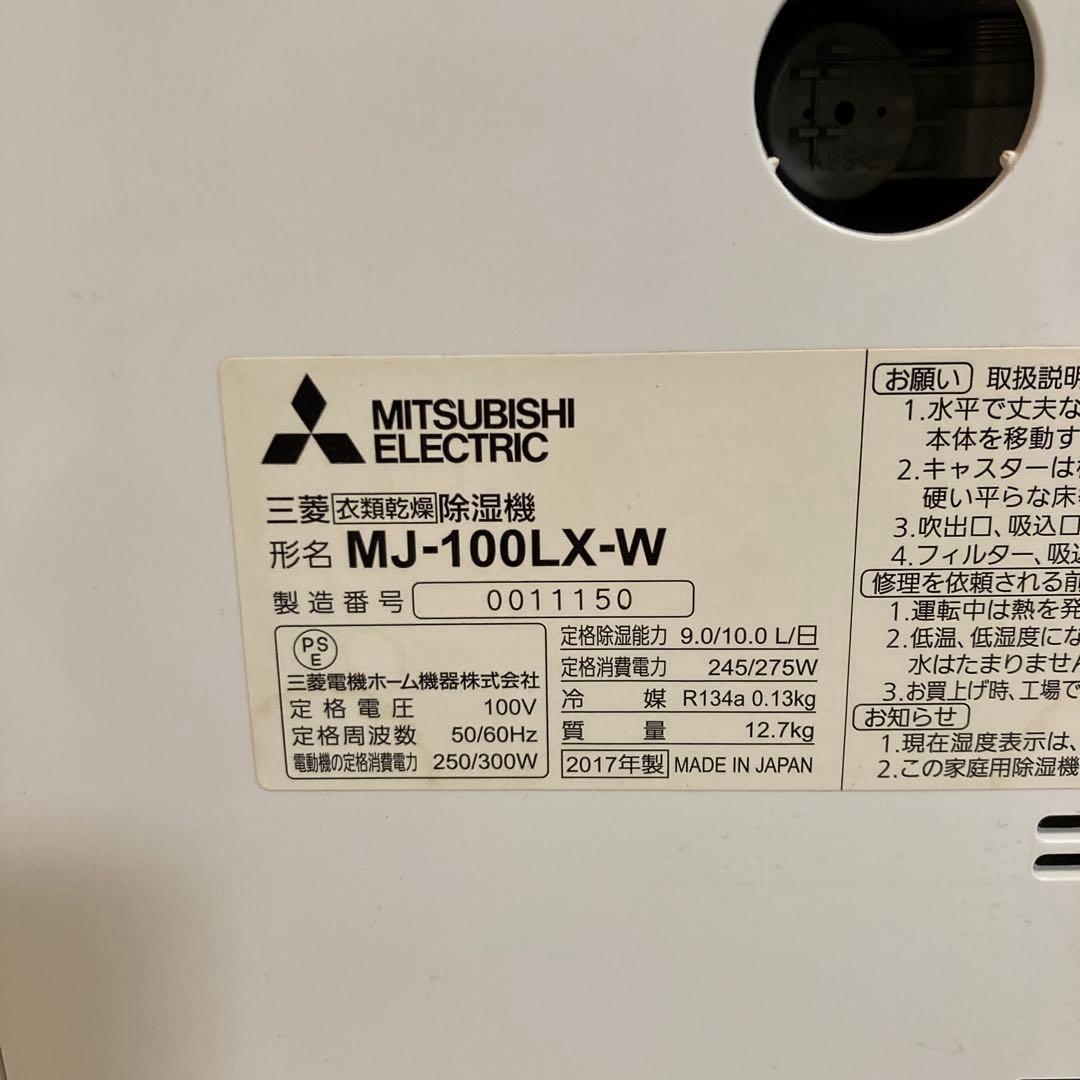 ABS<2
MITSUBISHI
ELECTRIC
三菱 衣類乾燥 除湿機
形名 MJ-100LX-W
製造番号 0011150
PS
E
三菱電機ホーム機器株式会社
定格電圧 100V
定格周波数 50/60Hz
電動機の定格消費電力 250/300W
定格除湿能力 9.0/10.0 L/日
定格消費電力 245/275W
冷媒 R134a 0.13kg
質量 12.7kg
2017年製 MADE IN JAPAN
お願い 取扱説明
1.水平で丈夫な
本体を移動す
2.キャスターは
硬い平らな床
3.吹出口、吸込口
4.フィルター、吸込
修理を依頼される前
1.運転中は熱を発
2.低温、低湿度にな
水はたまりません
3.お買上げ時、工場で
お知らせ
1.現在湿度表示は、
2.この家庭用除湿機